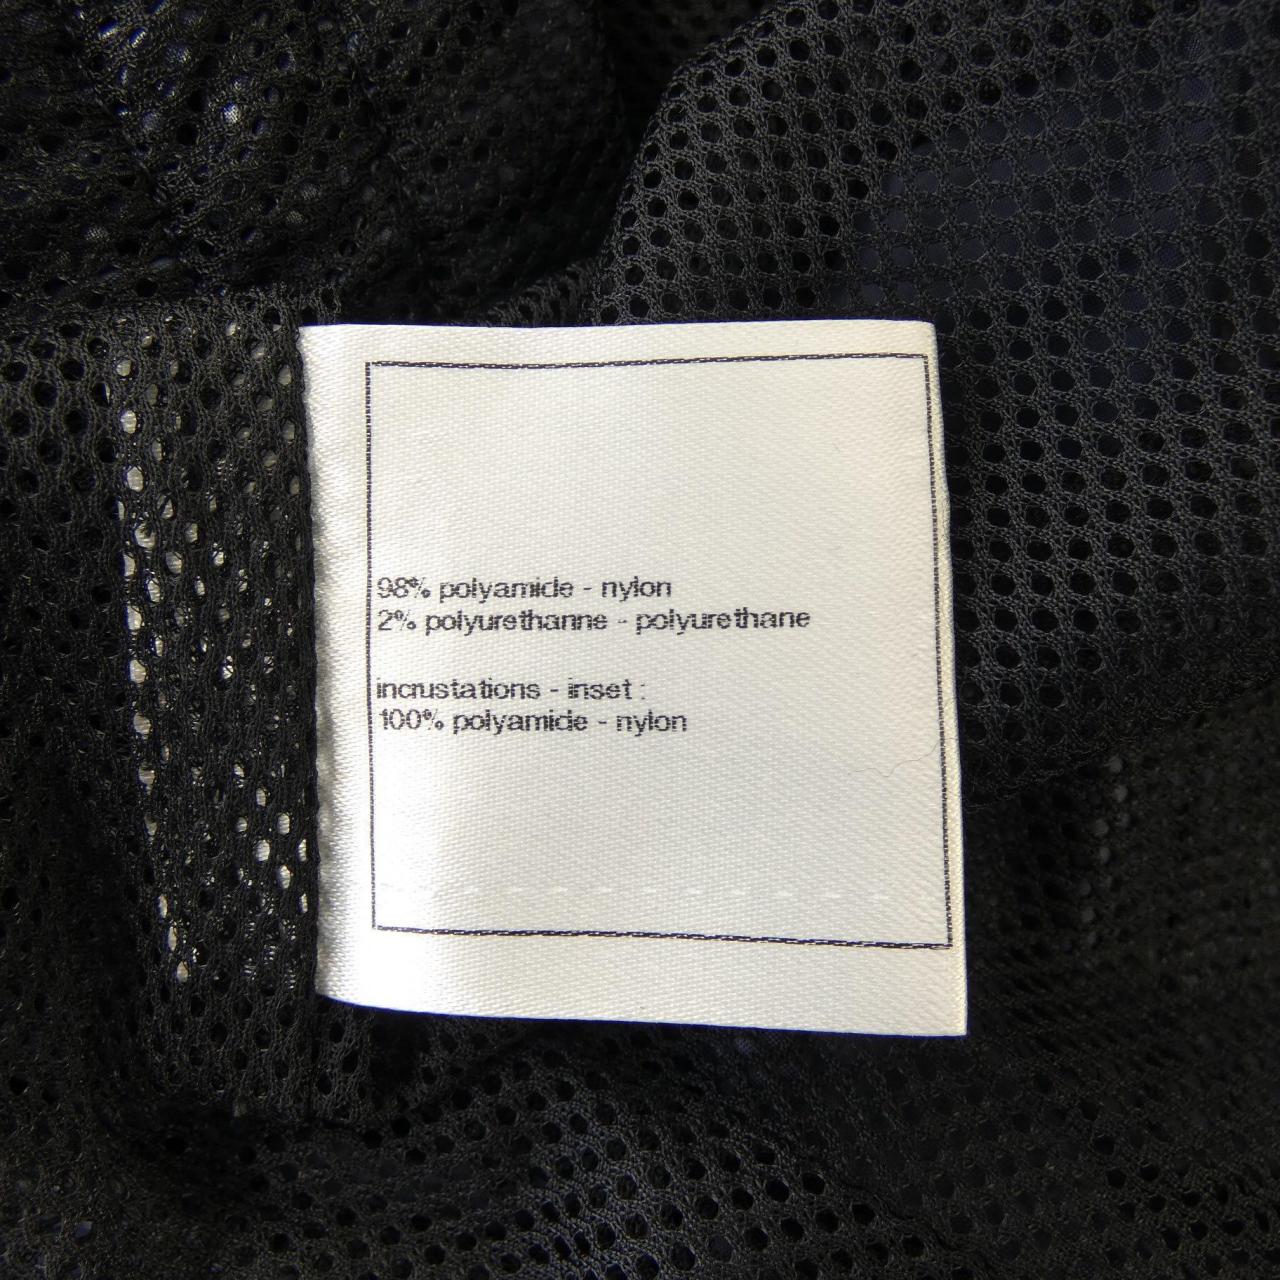 98% polyamide - nylon
2% polyurethanne - polyurethane
incrustations - inset :
100% polyamide - nylon